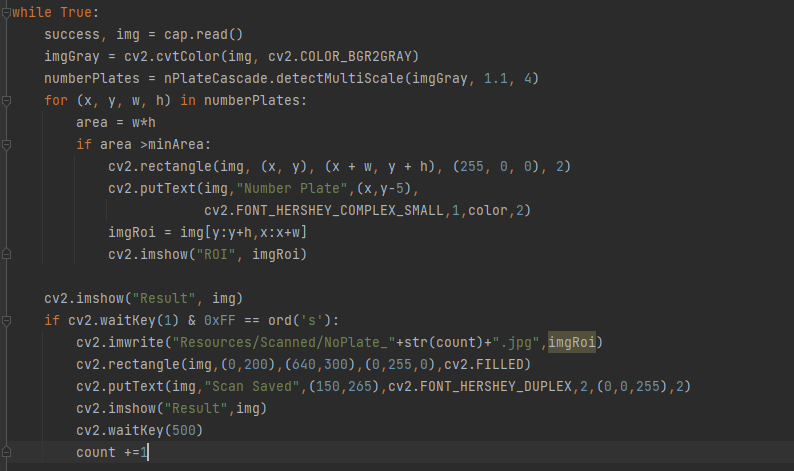 while True:
    success, img = cap.read()
    imgGray = cv2.cvtColor(img, cv2.COLOR_BGR2GRAY)
    numberPlates = nPlateCascade.detectMultiScale(imgGray, 1.1, 4)
    for (x, y, w, h) in numberPlates:
        area = w*h
        if area >minArea:
            cv2.rectangle(img, (x, y), (x + w, y + h), (255, 0, 0), 2)
            cv2.putText(img,"Number Plate",(x,y-5),
                        cv2.FONT_HERSHEY_COMPLEX_SMALL,1,color,2)
            imgRoi = img[y:y+h,x:x+w]
            cv2.imshow("ROI", imgRoi)
    cv2.imshow("Result", img)
    if cv2.waitKey(1) & 0xFF == ord('s'):
        cv2.imwrite("Resources/Scanned/NoPlate_"+str(count)+".jpg",imgRoi)
        cv2.rectangle(img,(0,200),(640,300),(0,255,0),cv2.FILLED)
        cv2.putText(img,"Scan Saved",(150,265),cv2.FONT_HERSHEY_DUPLEX,2,(0,0,255),2)
        cv2.imshow("Result",img)
        cv2.waitKey(500)
        count +=1